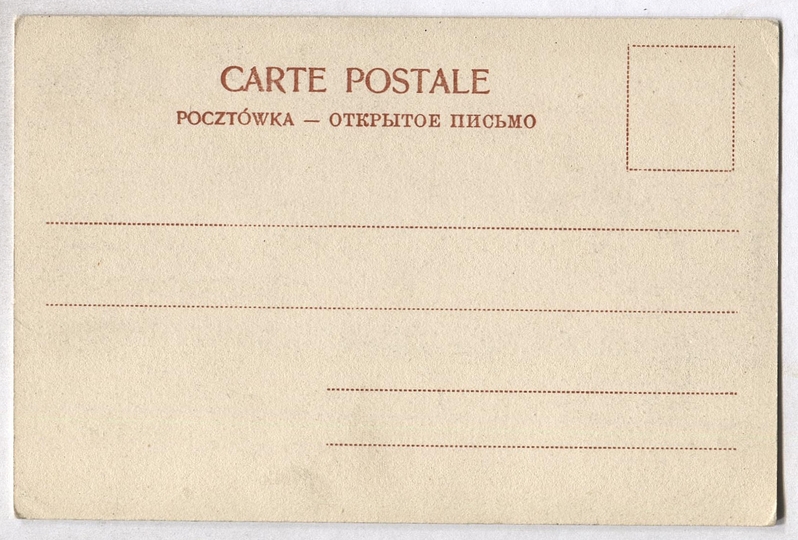 CARTE POSTALE
POCZTÓWKA — ОТКРЫТОЕ ПИСЬМО